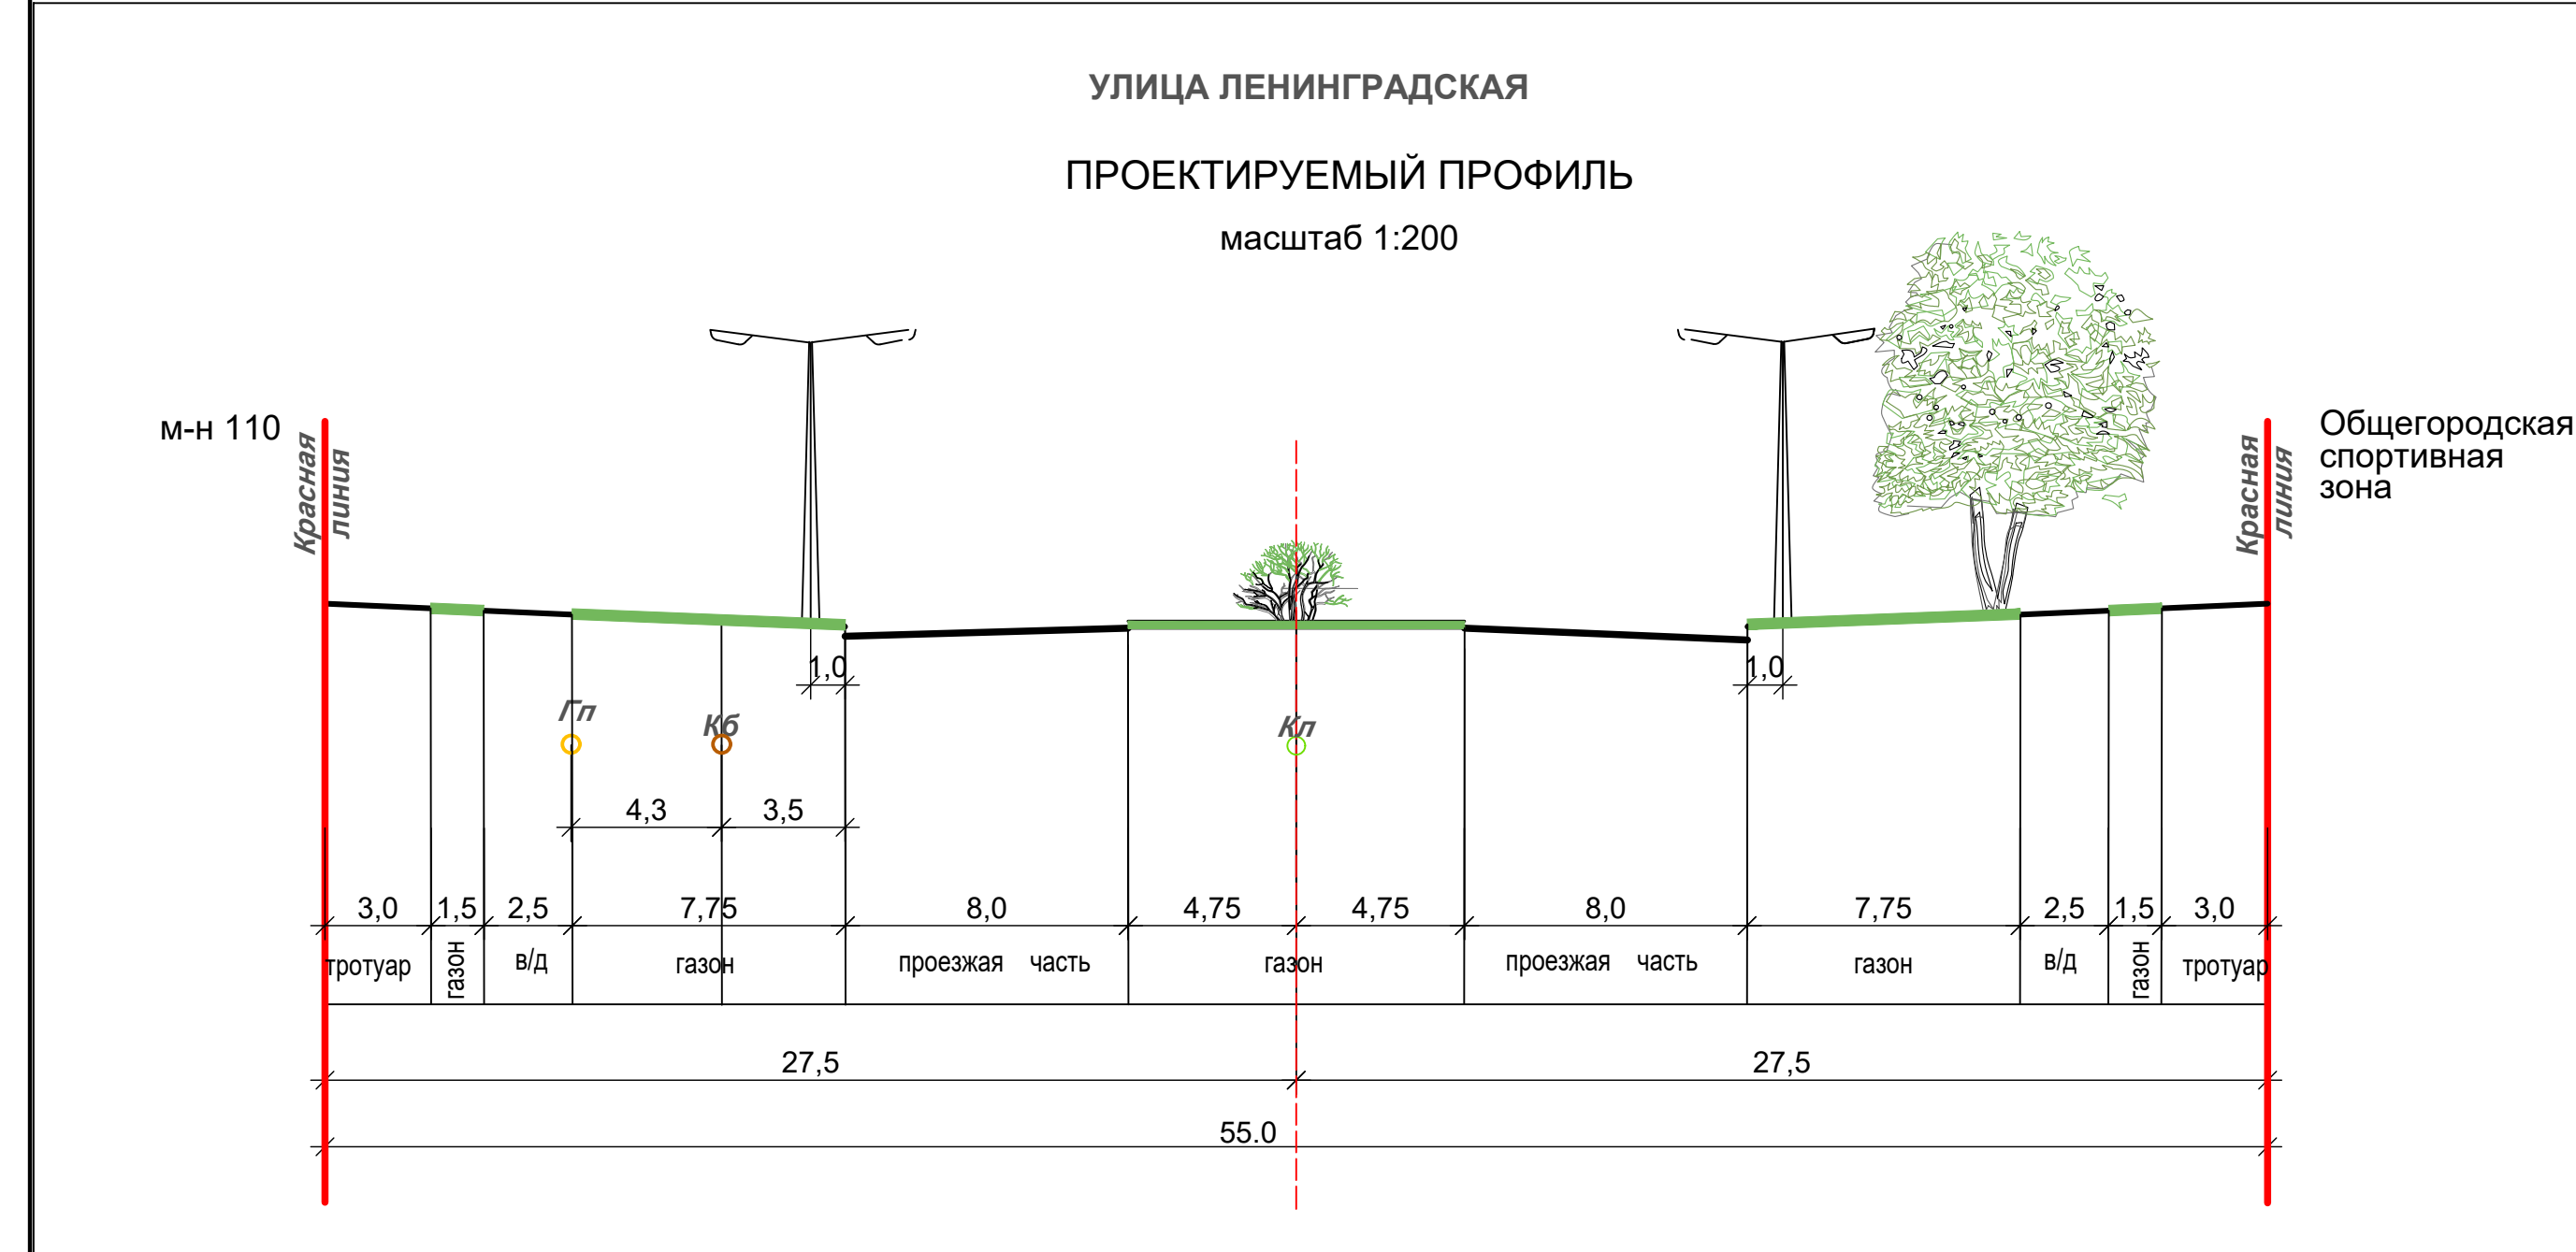 УЛИЦА ЛЕНИНГРАДСКАЯ
ПРОЕКТИРУЕМЫЙ ПРОФИЛЬ
масштаб 1:200
м-н 110
Красная
линия
Красная
линия
Общегородская
спортивная
зона
1,0
1,0
Гп
Кб
Кл
4,3
3,5
3,0
1,5
2,5
7,75
8,0
4,75
4,75
8,0
7,75
2,5
1,5
3,0
тротуар
газон
в/д
газон
проезжая часть
газон
проезжая часть
газон
в/д
газон
тротуар
27,5
27,5
55.0